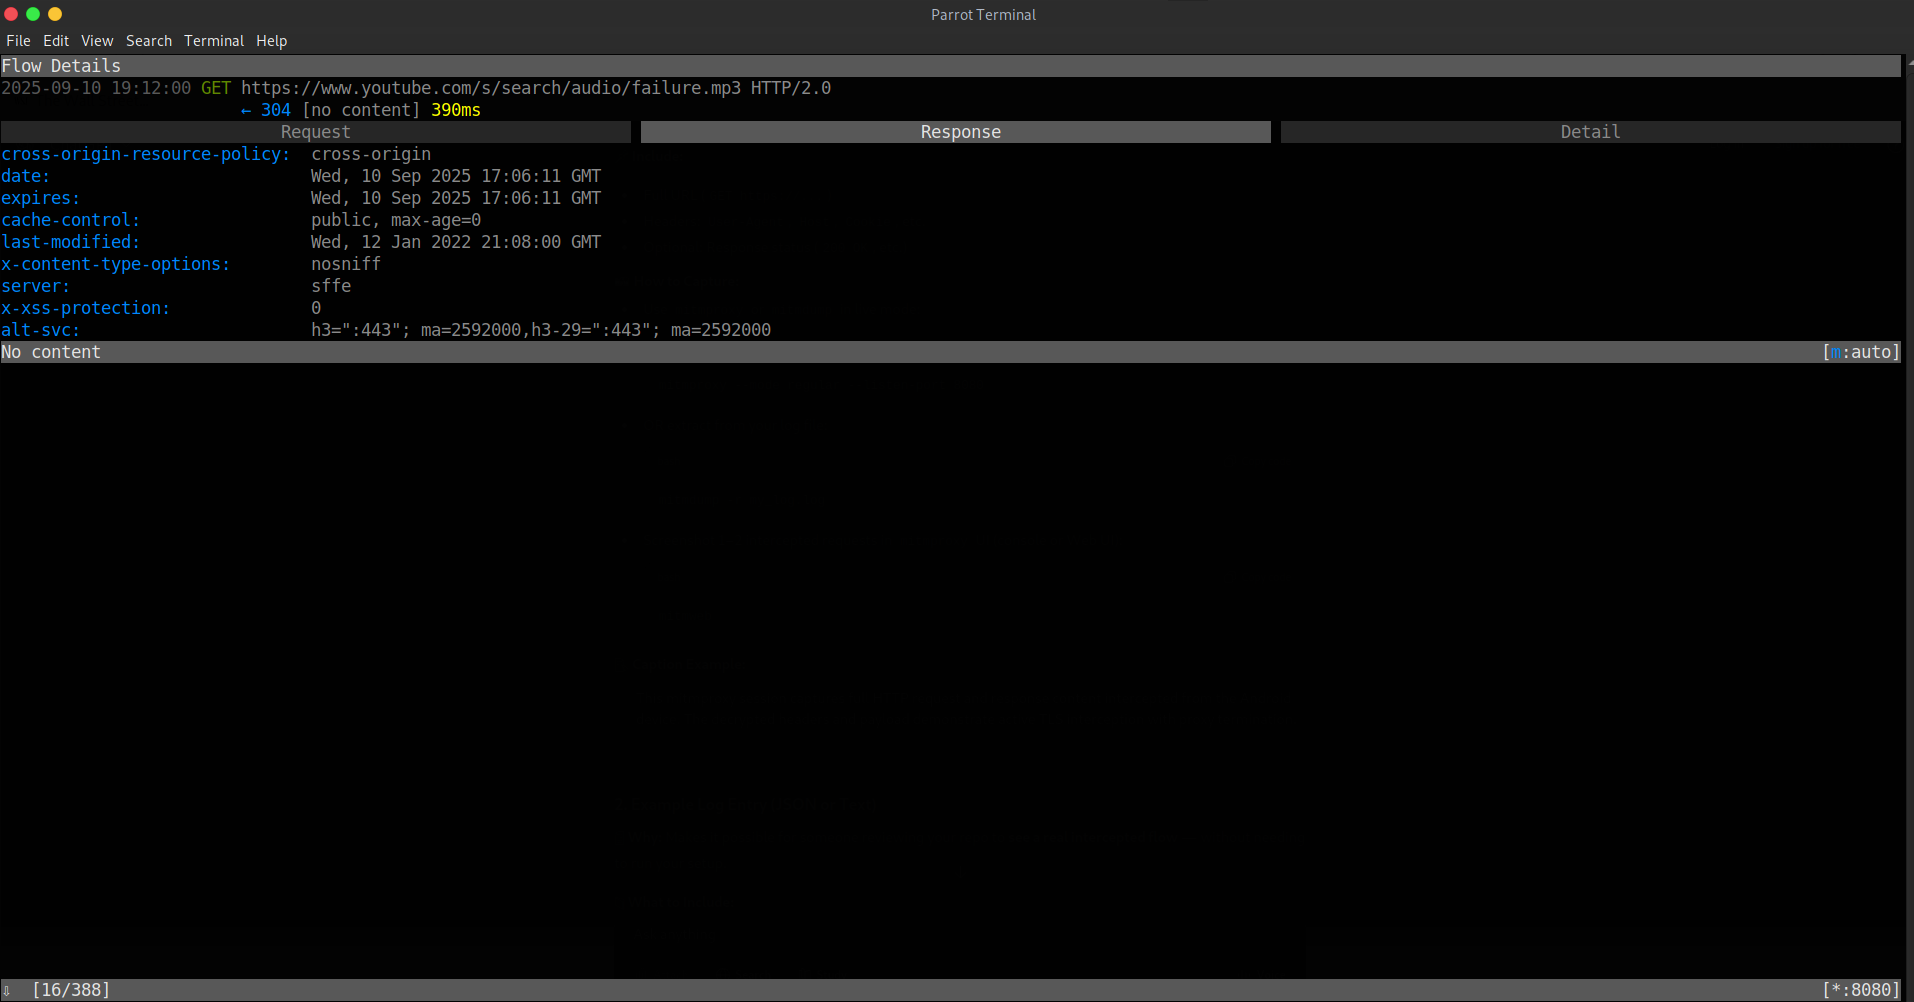 Parrot Terminal
File Edit View Search Terminal Help
Flow Details
2025-09-10 19:12:00 GET https://www.youtube.com/s/search/audio/failure.mp3 HTTP/2.0
← 304 [no content] 390ms
Request Response Detail
cross-origin-resource-policy: cross-origin
date: Wed, 10 Sep 2025 17:06:11 GMT
expires: Wed, 10 Sep 2025 17:06:11 GMT
cache-control: public, max-age=0
last-modified: Wed, 12 Jan 2022 21:08:00 GMT
x-content-type-options: nosniff
server: sffe
x-xss-protection: 0
alt-svc: h3=":443"; ma=2592000,h3-29=":443"; ma=2592000
No content [m:auto]
⇩ [16/388] [*:8080]